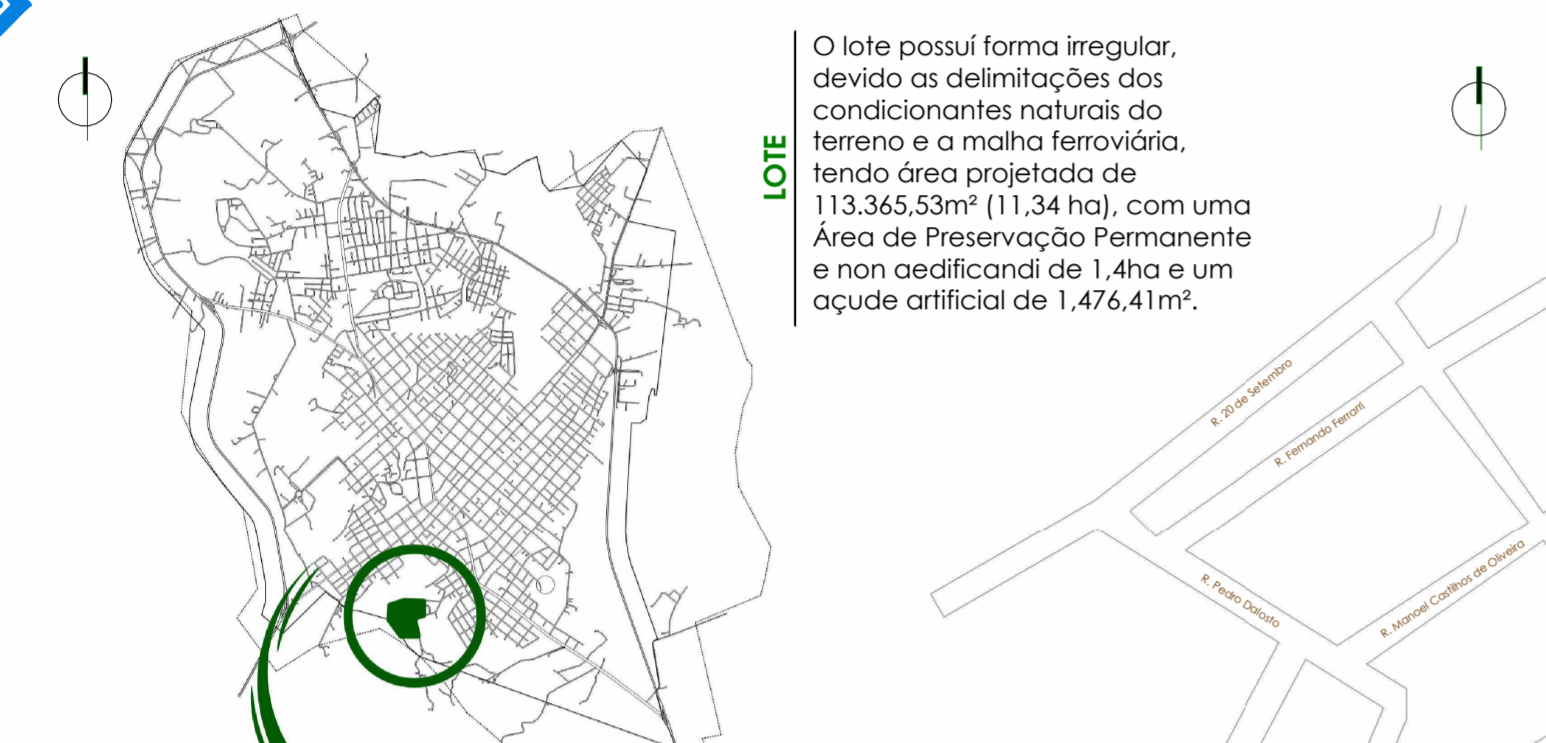 LOTE
O lote possuí forma irregular,
devido as delimitações dos
condicionantes naturais do
terreno e a malha ferroviária,
tendo área projetada de
113.365,53m² (11,34 ha), com uma
Área de Preservação Permanente
e non aedificandi de 1,4ha e um
açude artificial de 1,476,41m².
R. 20 de Setembro
R. Fernando Ferrarri
R. Pedro Dalosto
R. Manoel Castilhos de Oliveira